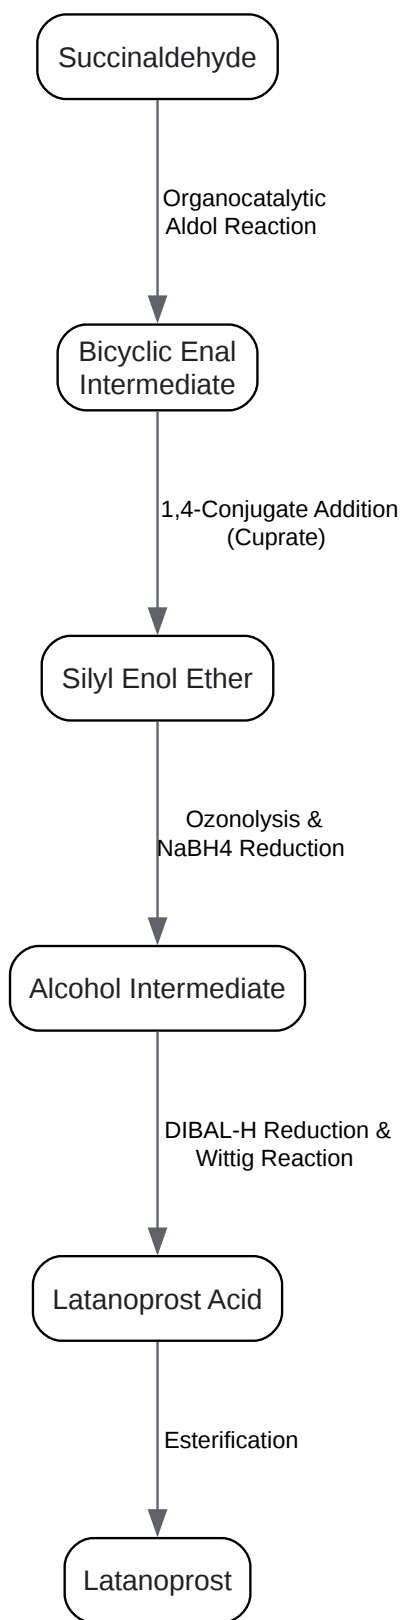 Succinaldehyde
Organocatalytic
Aldol Reaction
Bicyclic Enal
Intermediate
1,4-Conjugate Addition
(Cuprate)
Silyl Enol Ether
Ozonolysis &
NaBH4 Reduction
Alcohol Intermediate
DIBAL-H Reduction &
Wittig Reaction
Latanoprost Acid
Esterification
Latanoprost